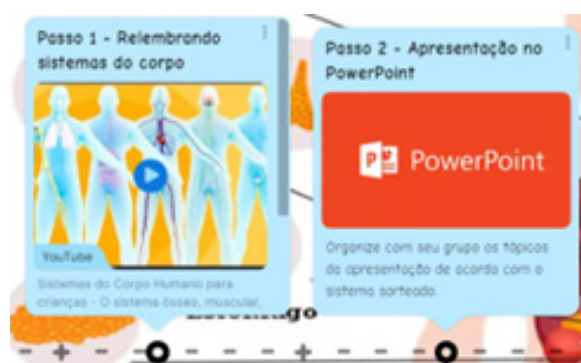 Passo 1 - Relembrando
sistemas do corpo
YouTube
Sistemas do Corpo Humano para
crianças - O sistema ósseo, muscular,
Passo 2 - Apresentação no
PowerPoint
P
PowerPoint
Organize com seu grupo os tópicos
da apresentação de acordo com o
sistema sorteado.